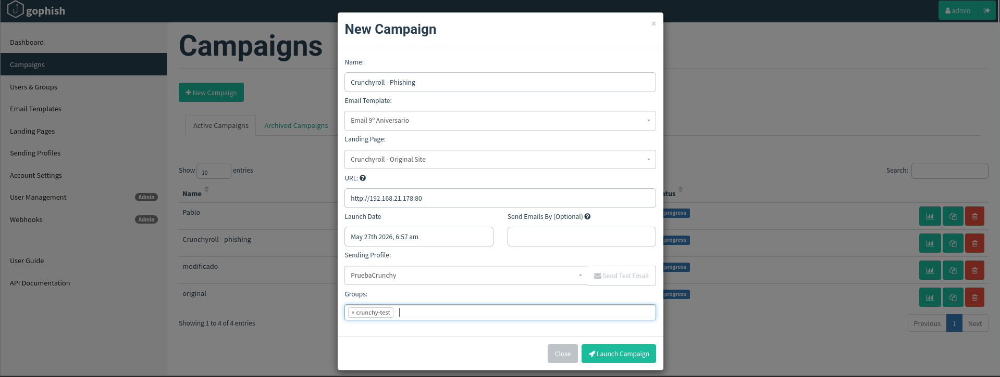 gophish
admin
Dashboard
Campaigns
Users & Groups
Email Templates
Landing Pages
Sending Profiles
Account Settings
User Management Admin
Webhooks Admin
User Guide
API Documentation
Campaigns
New Campaign
Active Campaigns Archived Campaigns
Show 10 entries
Search:
Name
atus
Pablo
progress
Crunchyroll - phishing
progress
modificado
progress
original
progress
Showing 1 to 4 of 4 entries
Previous 1 Next
New Campaign
×
Name:
Crunchyroll - Phishing
Email Template:
Email 9º Aniversario
Landing Page:
Crunchyroll - Original Site
URL:
http://192.168.21.178:80
Launch Date
Send Emails By (Optional)
May 27th 2026, 6:57 am
Sending Profile:
PruebaCrunchy
Send Test Email
Groups:
× crunchy-test
Close
Launch Campaign